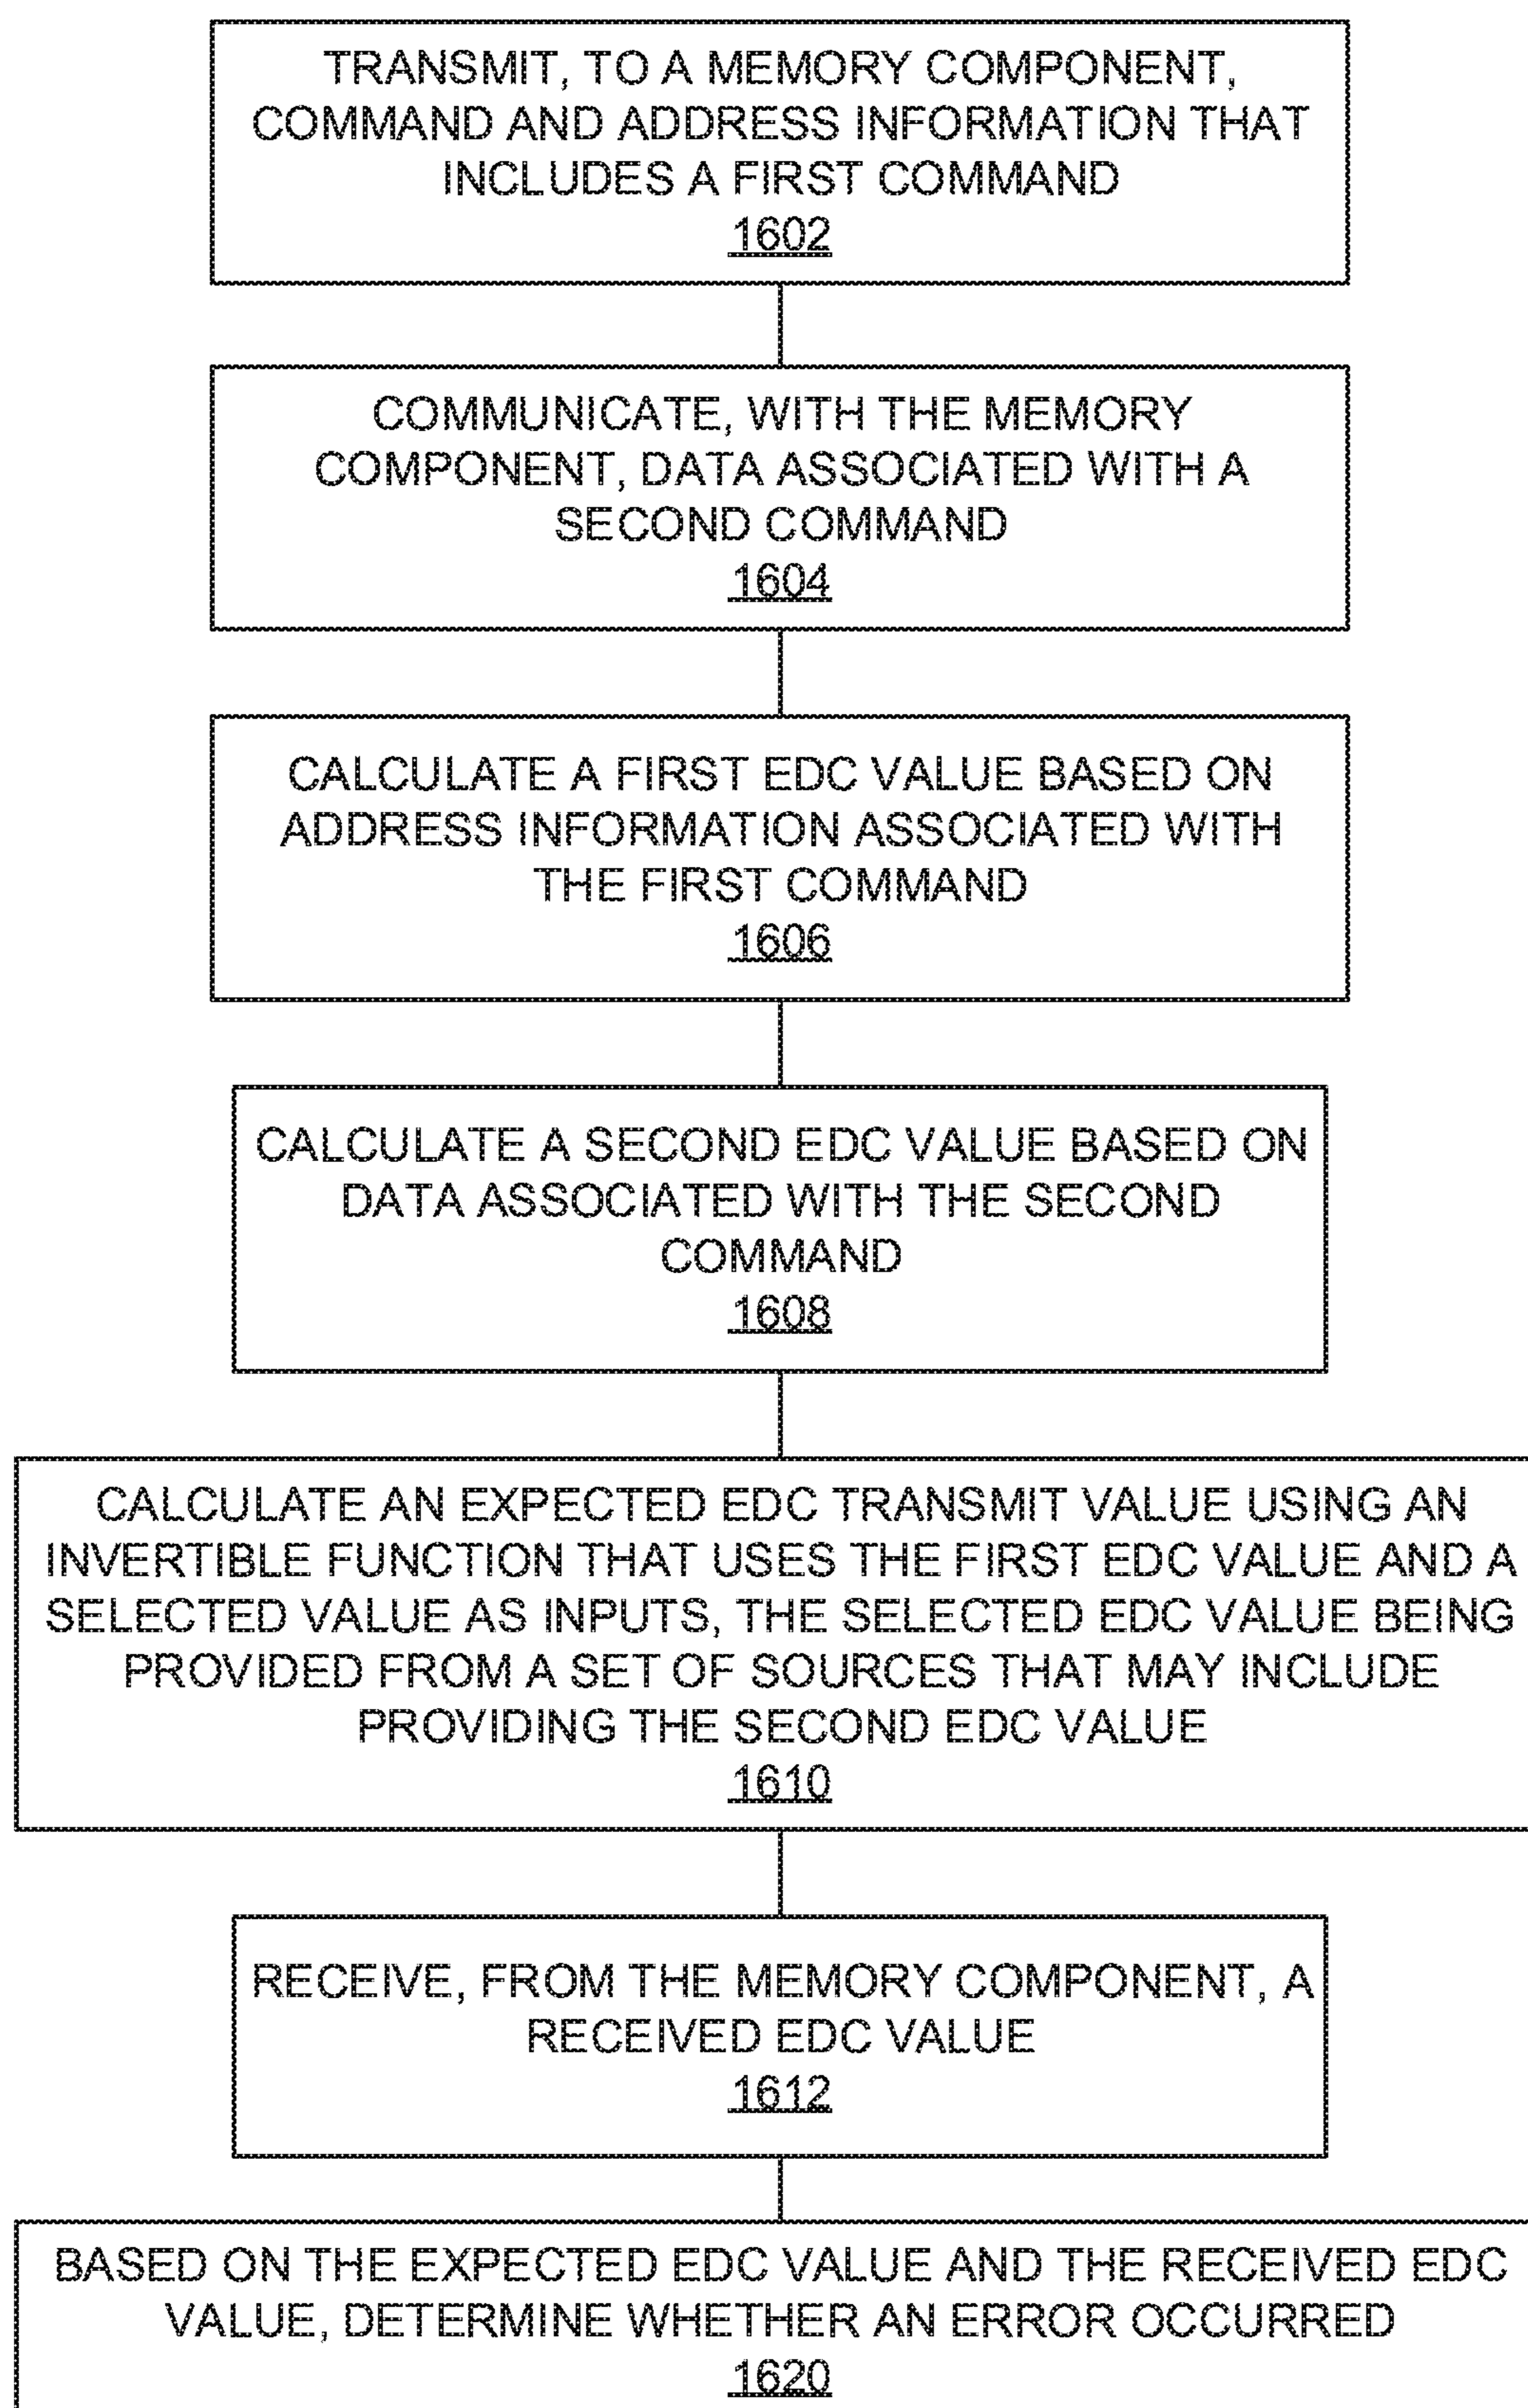 TRANSMIT, TO A MEMORY COMPONENT,
COMMAND AND ADDRESS INFORMATION THAT
INCLUDES A FIRST COMMAND
1602
COMMUNICATE, WITH THE MEMORY
COMPONENT, DATA ASSOCIATED WITH A
SECOND COMMAND
1604
CALCULATE A FIRST EDC VALUE BASED ON
ADDRESS INFORMATION ASSOCIATED WITH
THE FIRST COMMAND
1606
CALCULATE A SECOND EDC VALUE BASED ON
DATA ASSOCIATED WITH THE SECOND
COMMAND
1608
CALCULATE AN EXPECTED EDC TRANSMIT VALUE USING AN
INVERTIBLE FUNCTION THAT USES THE FIRST EDC VALUE AND A
SELECTED VALUE AS INPUTS, THE SELECTED EDC VALUE BEING
PROVIDED FROM A SET OF SOURCES THAT MAY INCLUDE
PROVIDING THE SECOND EDC VALUE
1610
RECEIVE, FROM THE MEMORY COMPONENT, A
RECEIVED EDC VALUE
1612
BASED ON THE EXPECTED EDC VALUE AND THE RECEIVED EDC
VALUE, DETERMINE WHETHER AN ERROR OCCURRED
1620